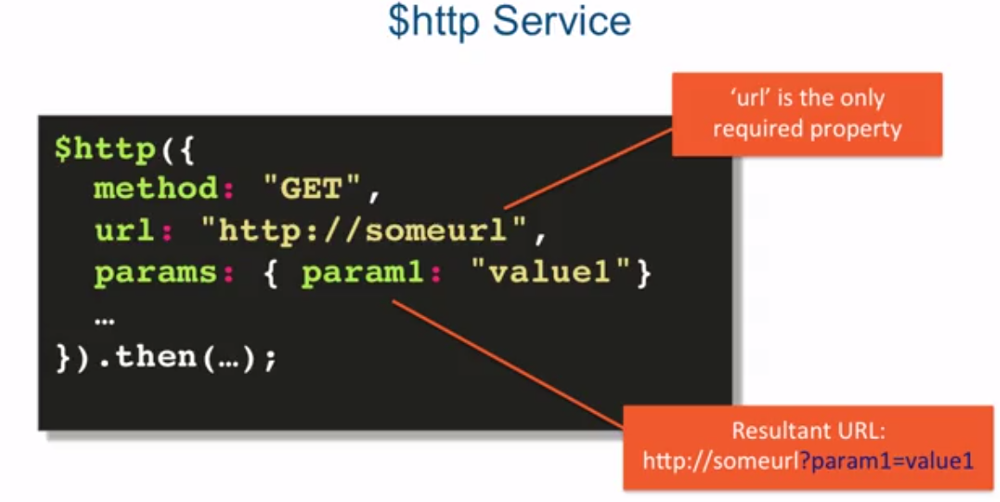 $http Service
‘url’ is the only
required property
$http({
method: "GET",
url: "http://someurl",
params: { param1: "value1"}
…
}).then(…);
Resultant URL:
http://someurl?param1=value1